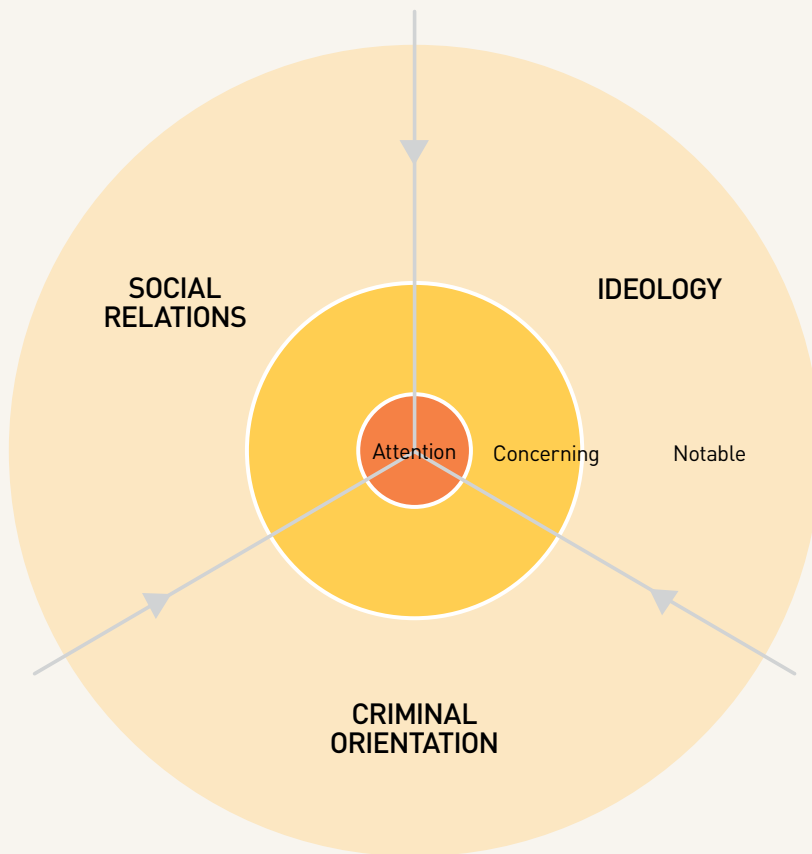 SOCIAL
RELATIONS
IDEOLOGY
Attention
Concerning
Notable
CRIMINAL
ORIENTATION